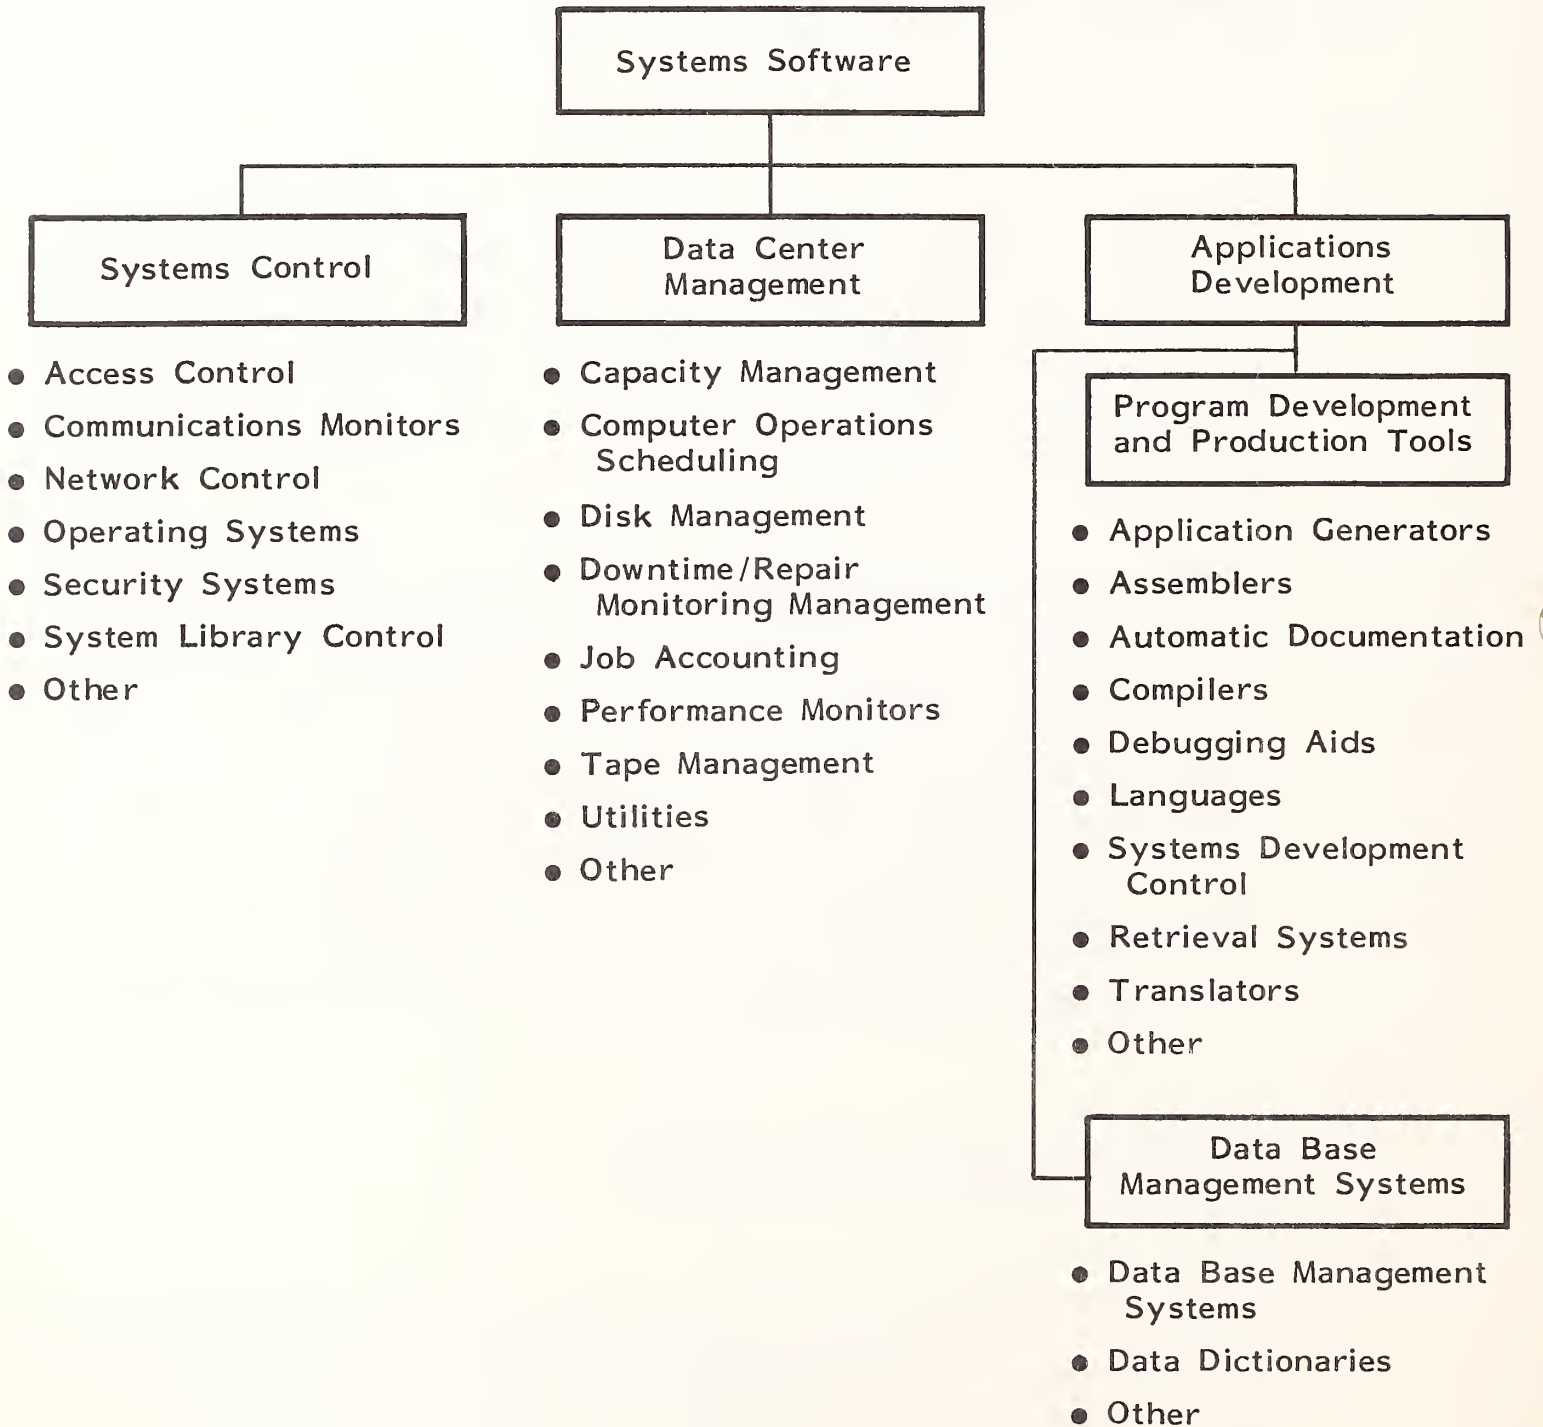 Systems Software
Systems Control
● Access Control
● Communications Monitors
● Network Control
● Operating Systems
● Security Systems
● System Library Control
● Other
Data Center
Management
● Capacity Management
● Computer Operations
Scheduling
● Disk Management
● Downtime/Repair
Monitoring Management
● Job Accounting
● Performance Monitors
● Tape Management
● Utilities
● Other
Applications
Development
Program Development
and Production Tools
● Application Generators
● Assemblers
● Automatic Documentation
● Compilers
● Debugging Aids
● Languages
● Systems Development
Control
● Retrieval Systems
● Translators
● Other
Data Base
Management Systems
● Data Base Management
Systems
● Data Dictionaries
● Other